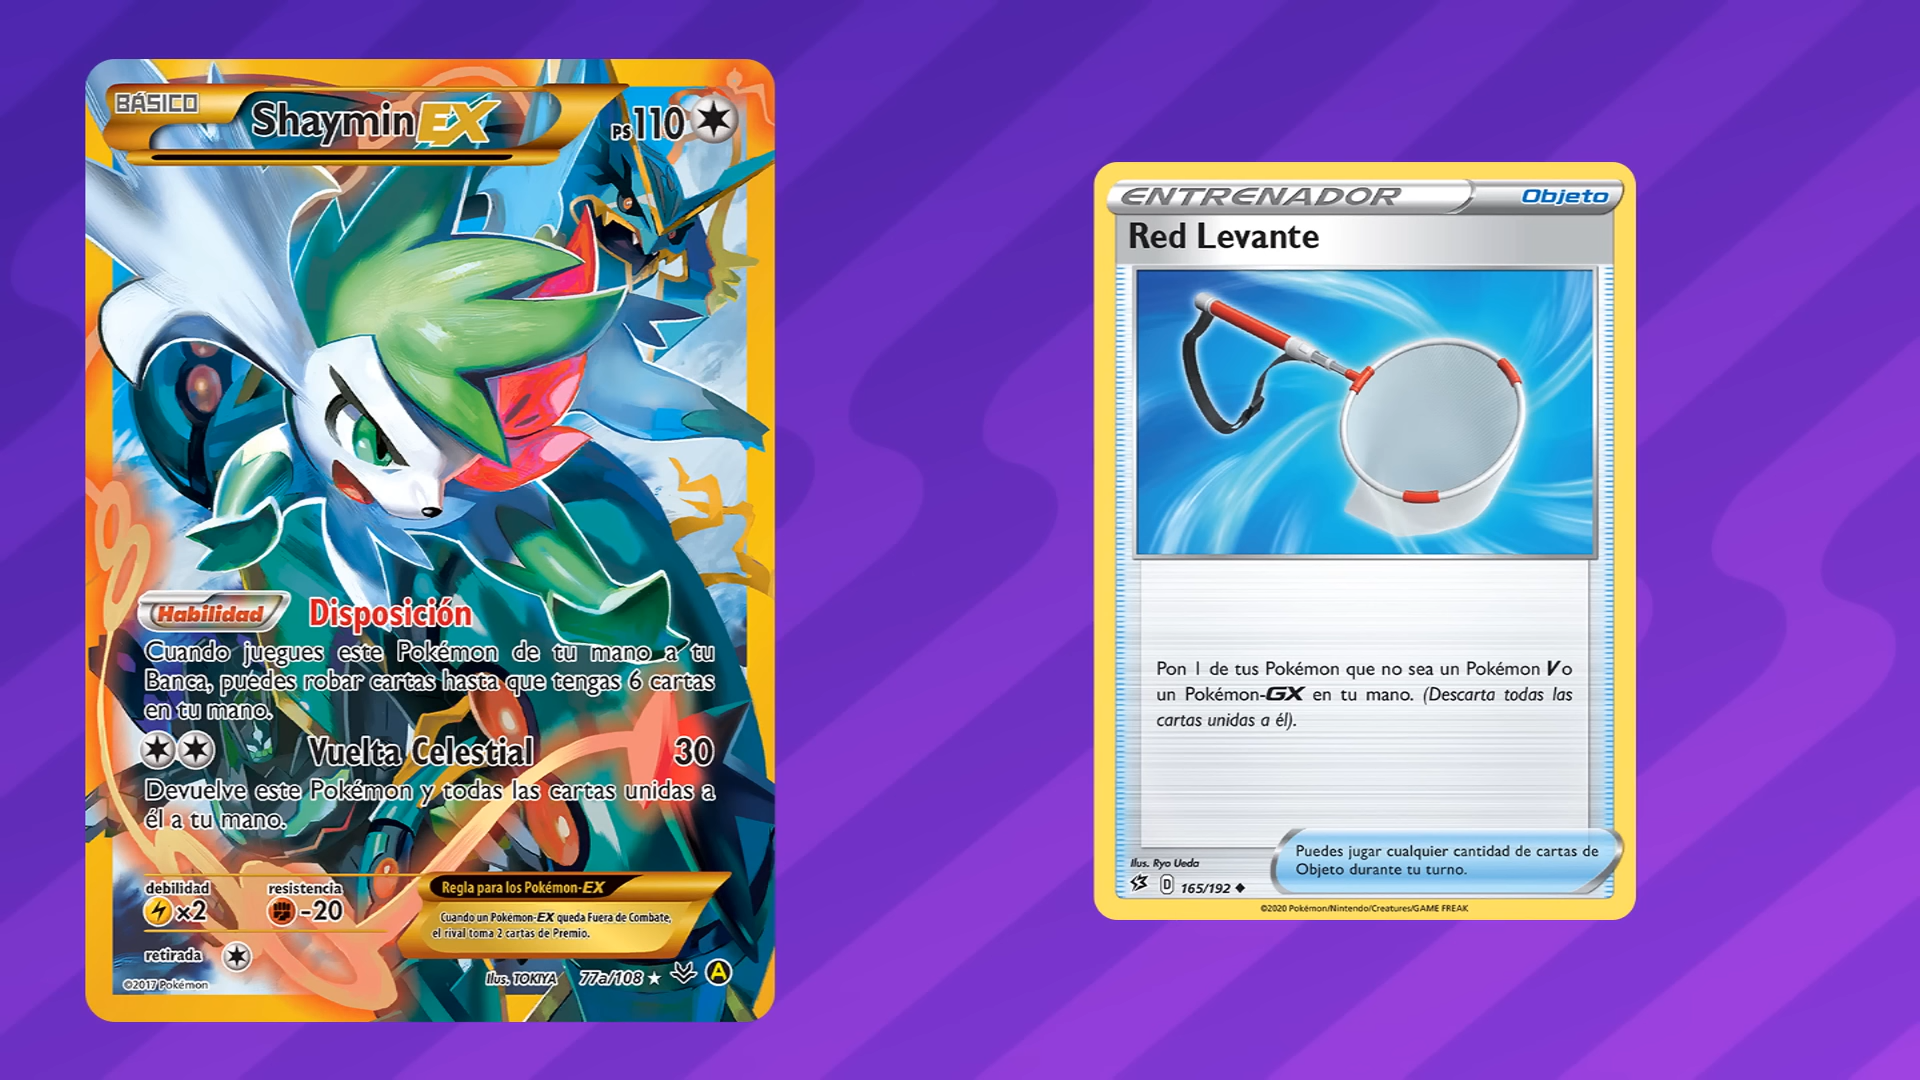 BÁSICO
Shaymin EX
PS110
Habilidad Disposición
Cuando juegues este Pokémon de tu mano a tu
Banca, puedes robar cartas hasta que tengas 6 cartas
en tu mano.
Vuelta Celestial 30
Devuelve este Pokémon y todas las cartas unidas a
él a tu mano.
debilidad
×2
resistencia
-20
retirada
Regla para los Pokémon-EX
Cuando un Pokémon-EX queda Fuera de Combate,
el rival toma 2 cartas de Premio.
©2017 Pokémon
Ilus. TOKIYA 77a/108 A
ENTRENADOR Objeto
Red Levante
Pon 1 de tus Pokémon que no sea un Pokémon V o
un Pokémon-GX en tu mano. (Descarta todas las
cartas unidas a él).
Puedes jugar cualquier cantidad de cartas de
Objeto durante tu turno.
Ilus. Ryo Ueda
D 165/192
©2020 Pokémon/Nintendo/Creatures/GAME FREAK